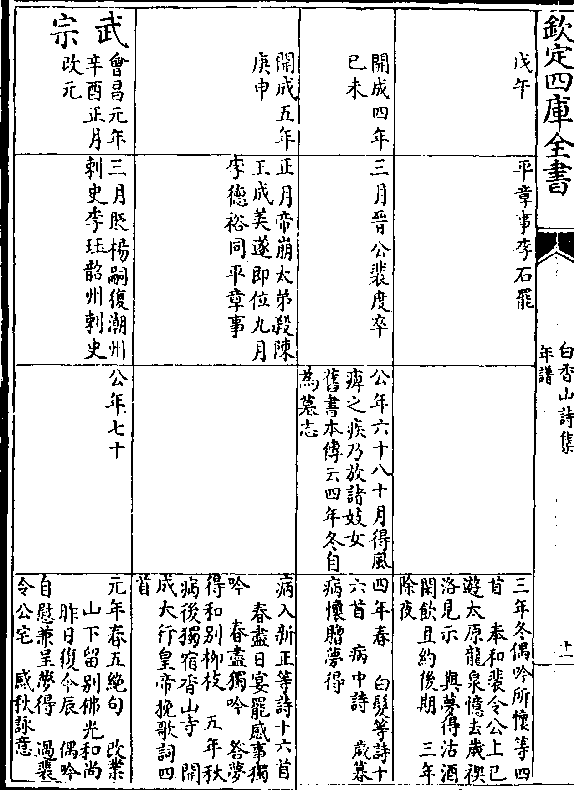 欽定四庫全書
白香山詩集
年譜
十一
戊午
平章事李石罷
三年冬偶吟所懷等四
首　奉和裴令公上巳
遊太原龍泉憶去歲禊
洛見示　與夢得沽酒
閑飲且約後期　三年
除夜
開成四年
己未
三月晉公裴度卒
公年六十八十月得風
痺之疾乃放諸妓女
舊書本傳云四年冬自
為墓志
四年春　白髮等詩十
六首　病中詩　歲暮
病懷贈夢得
開成五年
庚申
正月帝崩太弟殺陳
王成美遂即位九月
李德裕同平章事
病入新正等詩十六首
春盡日宴罷感事獨
吟　春盡獨吟　答夢
得和別柳枝　五年秋
病後獨宿香山寺　開
成大行皇帝挽歌詞四
首
武
宗
會昌元年
辛酉正月
改元
三月貶楊嗣復潮州
刺史李珏韶州刺史
公年七十
元年春五絕句　改業
山下留別佛光和尚
昨日復今辰　偶吟
自慰兼呈夢得　過裴
令公宅　感秋詠意